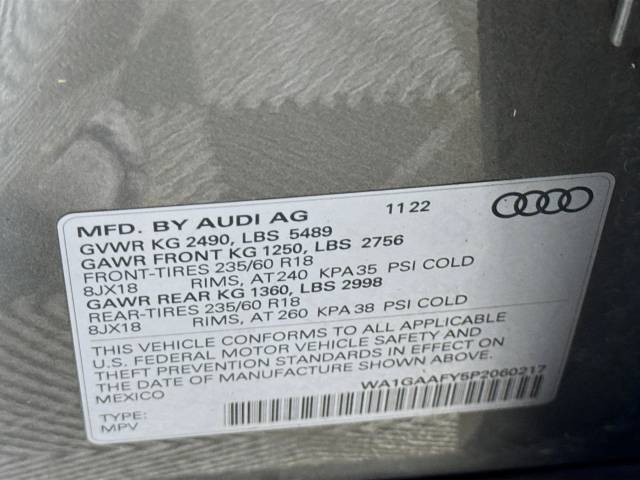 MFD. BY AUDI AG 11 22
GVWR KG 2490, LBS 5489
GAWR FRONT KG 1250, LBS 2756
FRONT-TIRES 235/60 R18
8JX18 RIMS, AT 240 KPA 35 PSI COLD
GAWR REAR KG 1360, LBS 2998
REAR-TIRES 235/60 R18
8JX18 RIMS, AT 260 KPA 38 PSI COLD
THIS VEHICLE CONFORMS TO ALL APPLICABLE
U.S. FEDERAL MOTOR VEHICLE SAFETY AND
THEFT PREVENTION STANDARDS IN EFFECT ON
THE DATE OF MANUFACTURE SHOWN ABOVE.
MEXICO WA1GAAFY5P2060217
TYPE:
MPV